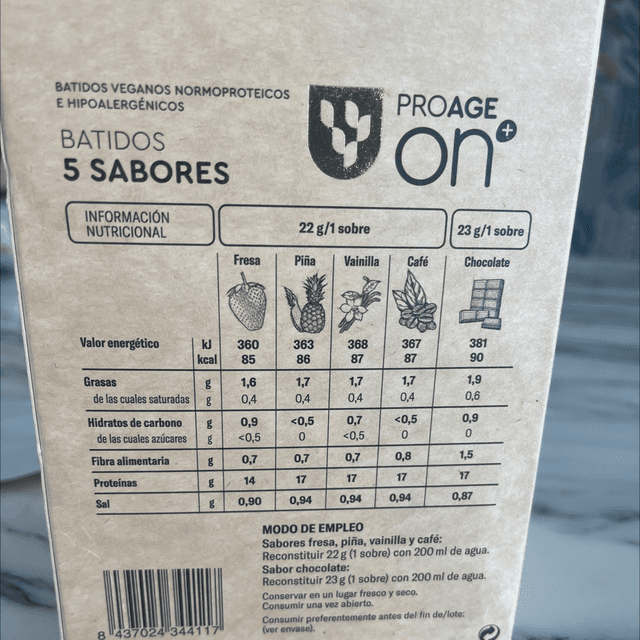 BATIDOS VEGANOS NORMOPROTEICOS
E HIPOALERGÉNICOS
BATIDOS
5 SABORES
PROAGE
on+
INFORMACIÓN
NUTRICIONAL
22 g/1 sobre
23 g/1 sobre
Fresa Piña Vainilla Café Chocolate
Valor energético kJ 360 363 368 367 381
kcal 85 86 87 87 90
Grasas g 1,6 1,7 1,7 1,7 1,9
de las cuales saturadas g 0,4 0,4 0,4 0,4 0,6
Hidratos de carbono g 0,9 <0,5 0,7 <0,5 0,9
de las cuales azúcares g <0,5 0 <0,5 0 0
Fibra alimentaria g 0,7 0,7 0,7 0,8 1,5
Proteínas g 14 17 17 17 17
Sal g 0,90 0,94 0,94 0,94 0,87
MODO DE EMPLEO
Sabores fresa, piña, vainilla y café:
Reconstituir 22 g (1 sobre) con 200 ml de agua.
Sabor chocolate:
Reconstituir 23 g (1 sobre) con 200 ml de agua.
Conservar en un lugar fresco y seco.
Consumir una vez abierto.
Consumir preferentemente antes del fin de/lote:
(ver envase).
8 437024 344117